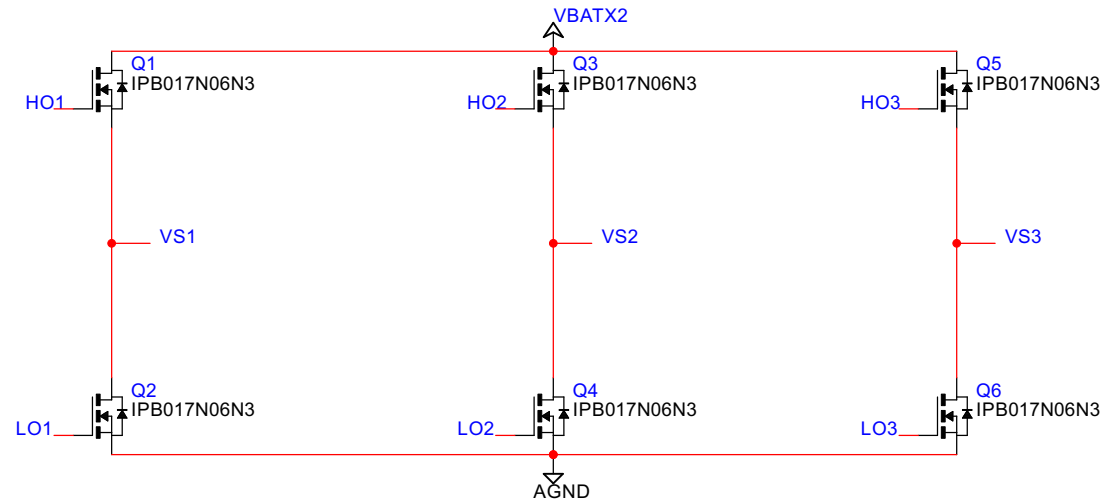 VBATX2
Q1
IPB017N06N3
HO1
Q3
IPB017N06N3
HO2
Q5
IPB017N06N3
HO3
VS1
VS2
VS3
Q2
IPB017N06N3
LO1
Q4
IPB017N06N3
LO2
Q6
IPB017N06N3
LO3
AGND